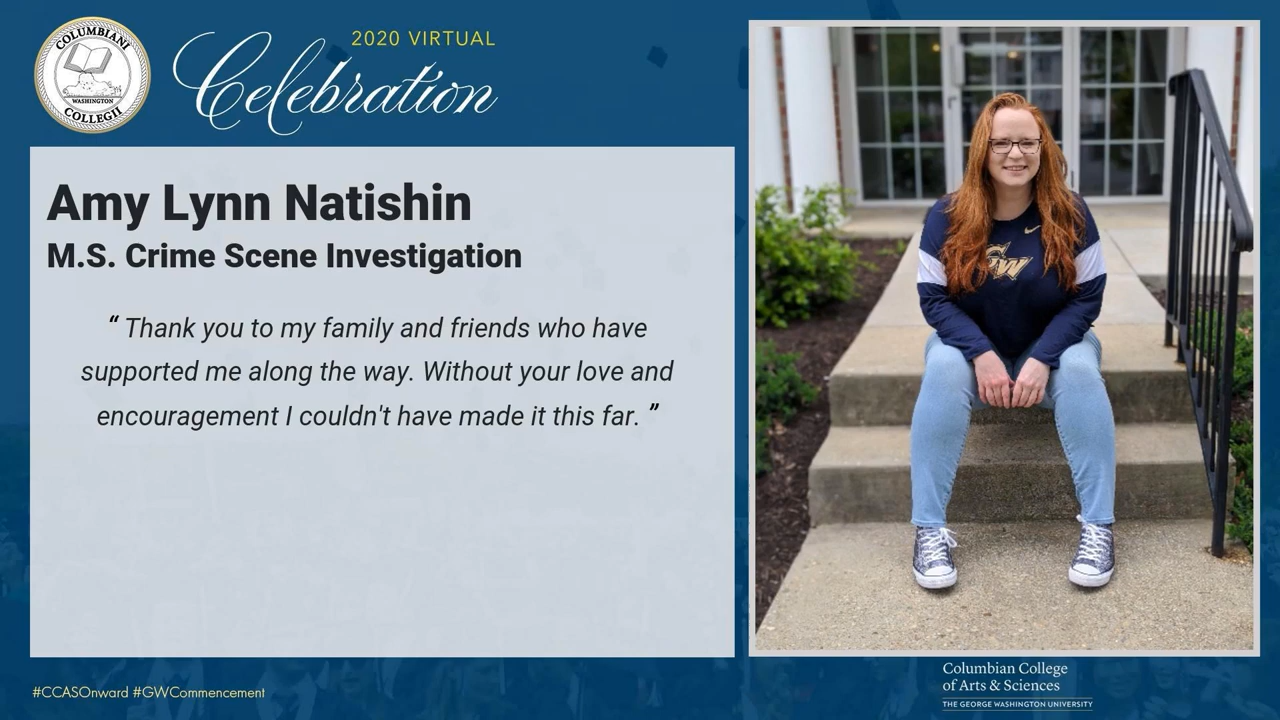 COLUMBIANI
WASHINGTON
COLLEGII
2020 VIRTUAL
Celebration
Amy Lynn Natishin
M.S. Crime Scene Investigation
“ Thank you to my family and friends who have
supported me along the way. Without your love and
encouragement I couldn't have made it this far. ”
GW
#CCASOnward #GWCommencement
Columbian College
of Arts & Sciences
THE GEORGE WASHINGTON UNIVERSITY